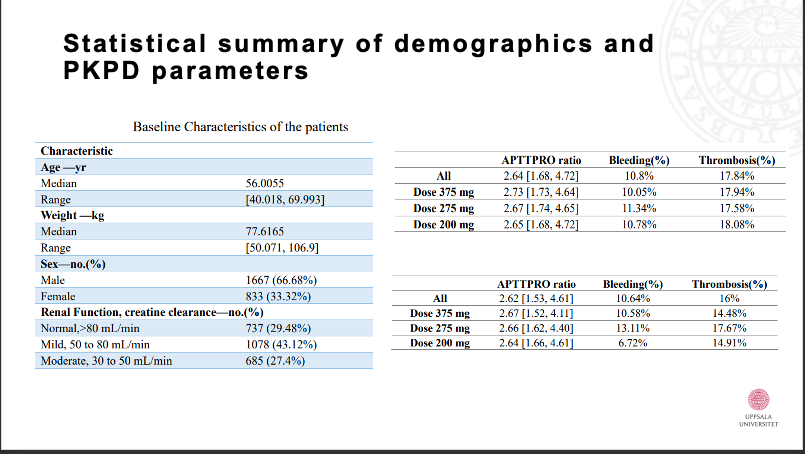 Statistical summary of demographics and
PKPD parameters
Baseline Characteristics of the patients
Characteristic
Age —yr
Median 56.0055
Range [40.018, 69.993]
Weight —kg
Median 77.6165
Range [50.071, 106.9]
Sex—no.(%)
Male 1667 (66.68%)
Female 833 (33.32%)
Renal Function, creatine clearance—no.(%)
Normal,>80 mL/min 737 (29.48%)
Mild, 50 to 80 mL/min 1078 (43.12%)
Moderate, 30 to 50 mL/min 685 (27.4%)
APTTPRO ratio Bleeding(%) Thrombosis(%)
All 2.64 [1.68, 4.72] 10.8% 17.84%
Dose 375 mg 2.73 [1.73, 4.64] 10.05% 17.94%
Dose 275 mg 2.67 [1.74, 4.65] 11.34% 17.58%
Dose 200 mg 2.65 [1.68, 4.72] 10.78% 18.08%
APTTPRO ratio Bleeding(%) Thrombosis(%)
All 2.62 [1.53, 4.61] 10.64% 16%
Dose 375 mg 2.67 [1.52, 4.11] 10.58% 14.48%
Dose 275 mg 2.66 [1.62, 4.40] 13.11% 17.67%
Dose 200 mg 2.64 [1.66, 4.61] 6.72% 14.91%
UPPSALA
UNIVERSITET